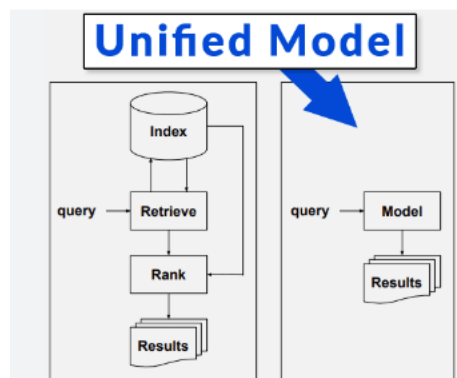 Unified Model
Index
query
Retrieve
Rank
Results
query
Model
Results